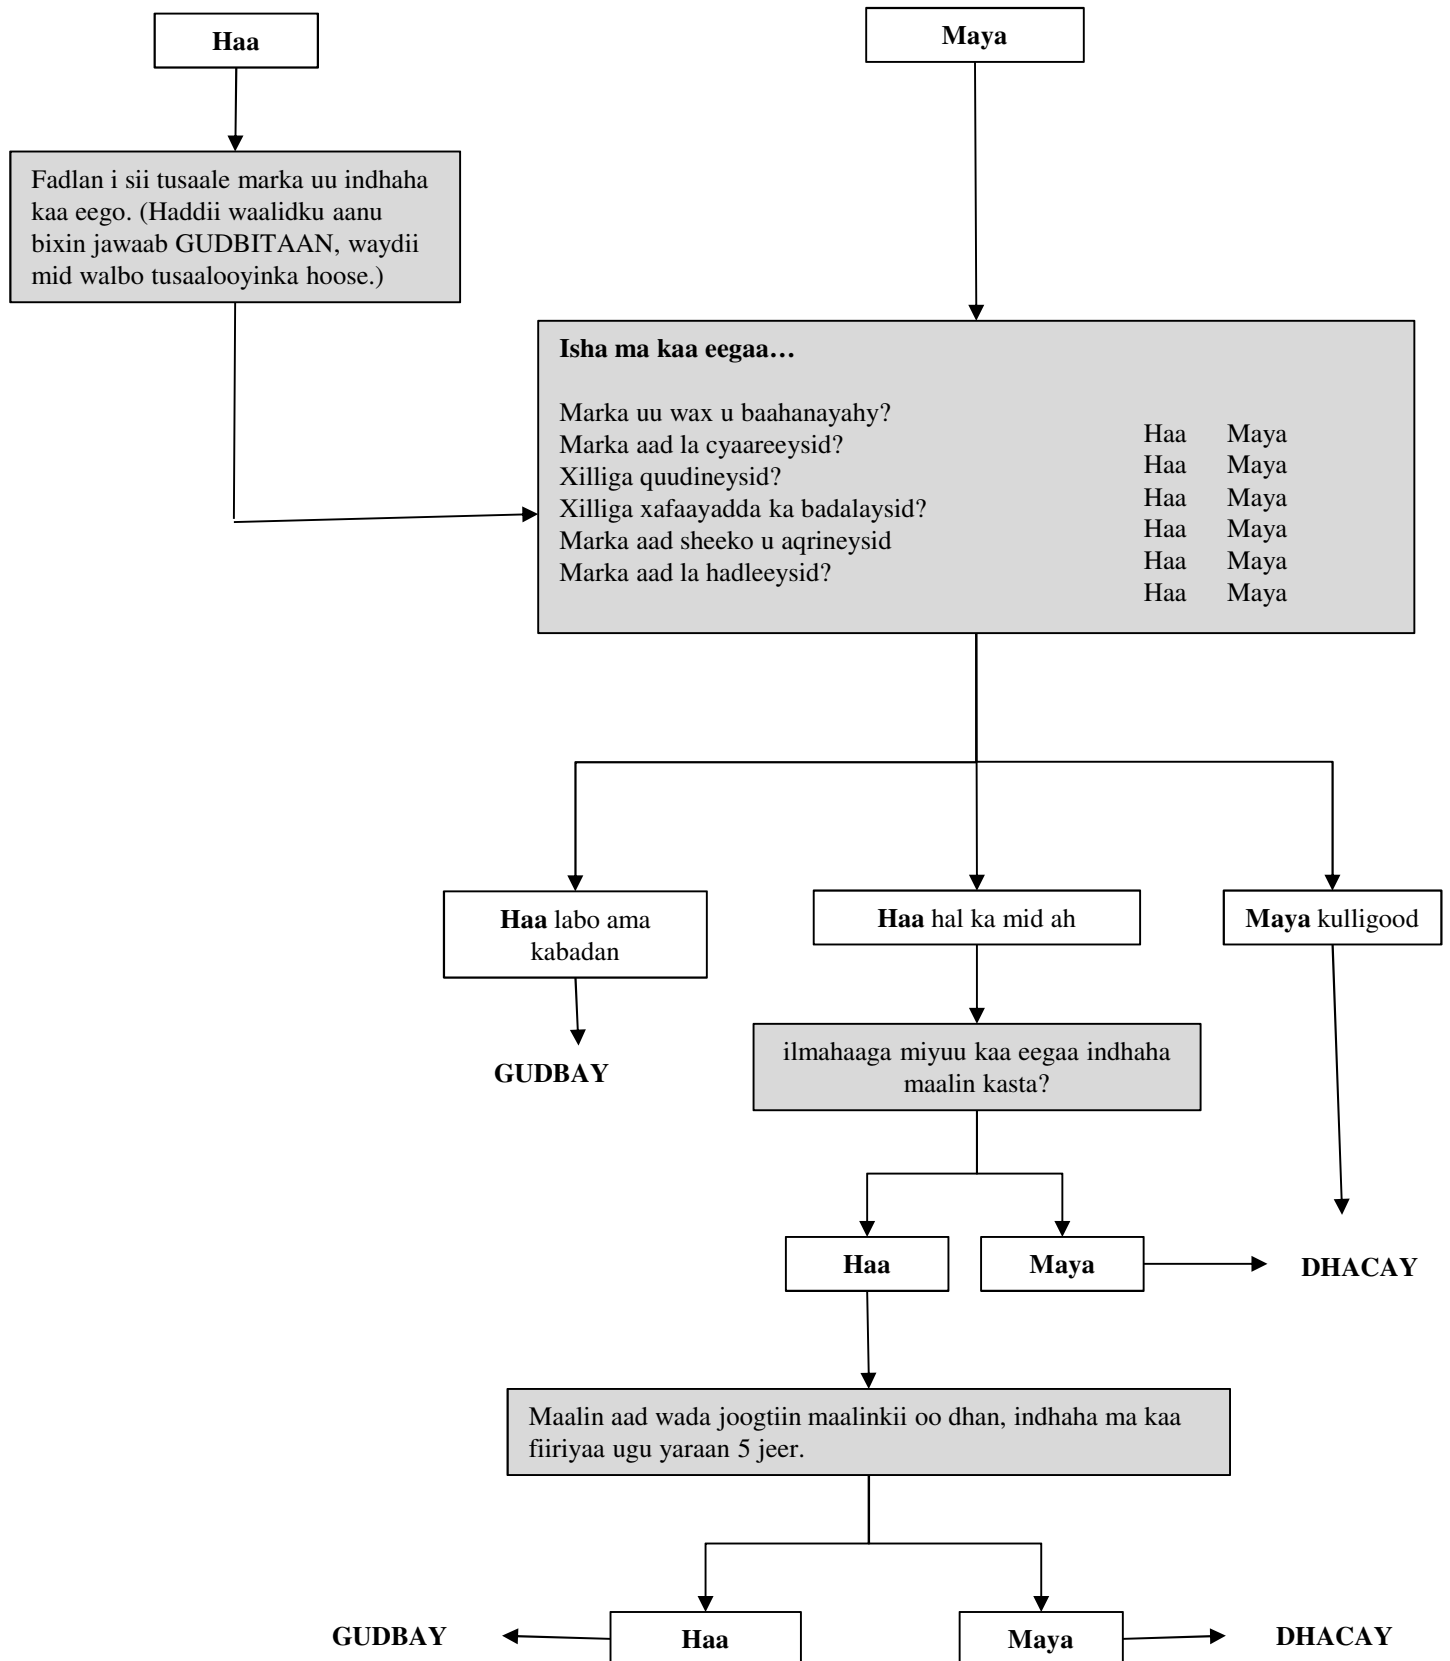 Haa
Maya
Fadlan i sii tusaale marka uu indhaha
kaa eego. (Haddii waalidku aanu
bixin jawaab GUDBITAAN, waydii
mid walbo tusaalooyinka hoose.)
Isha ma kaa eegaa…
Marka uu wax u baahanayahy?
Marka aad la cyaareeysid?
Xilliga quudineysid?
Xilliga xafaayadda ka badalaysid?
Marka aad sheeko u aqrineysid
Marka aad la hadleeysid?
Haa Maya
Haa Maya
Haa Maya
Haa Maya
Haa Maya
Haa Maya
Haa labo ama
kabadan
Haa hal ka mid ah
Maya kulligood
GUDBAY
ilmahaaga miyuu kaa eegaa indhaha
maalin kasta?
Haa
Maya
DHACAY
Maalin aad wada joogtiin maalinkii oo dhan, indhaha ma kaa
fiiriyaa ugu yaraan 5 jeer.
GUDBAY
Haa
Maya
DHACAY